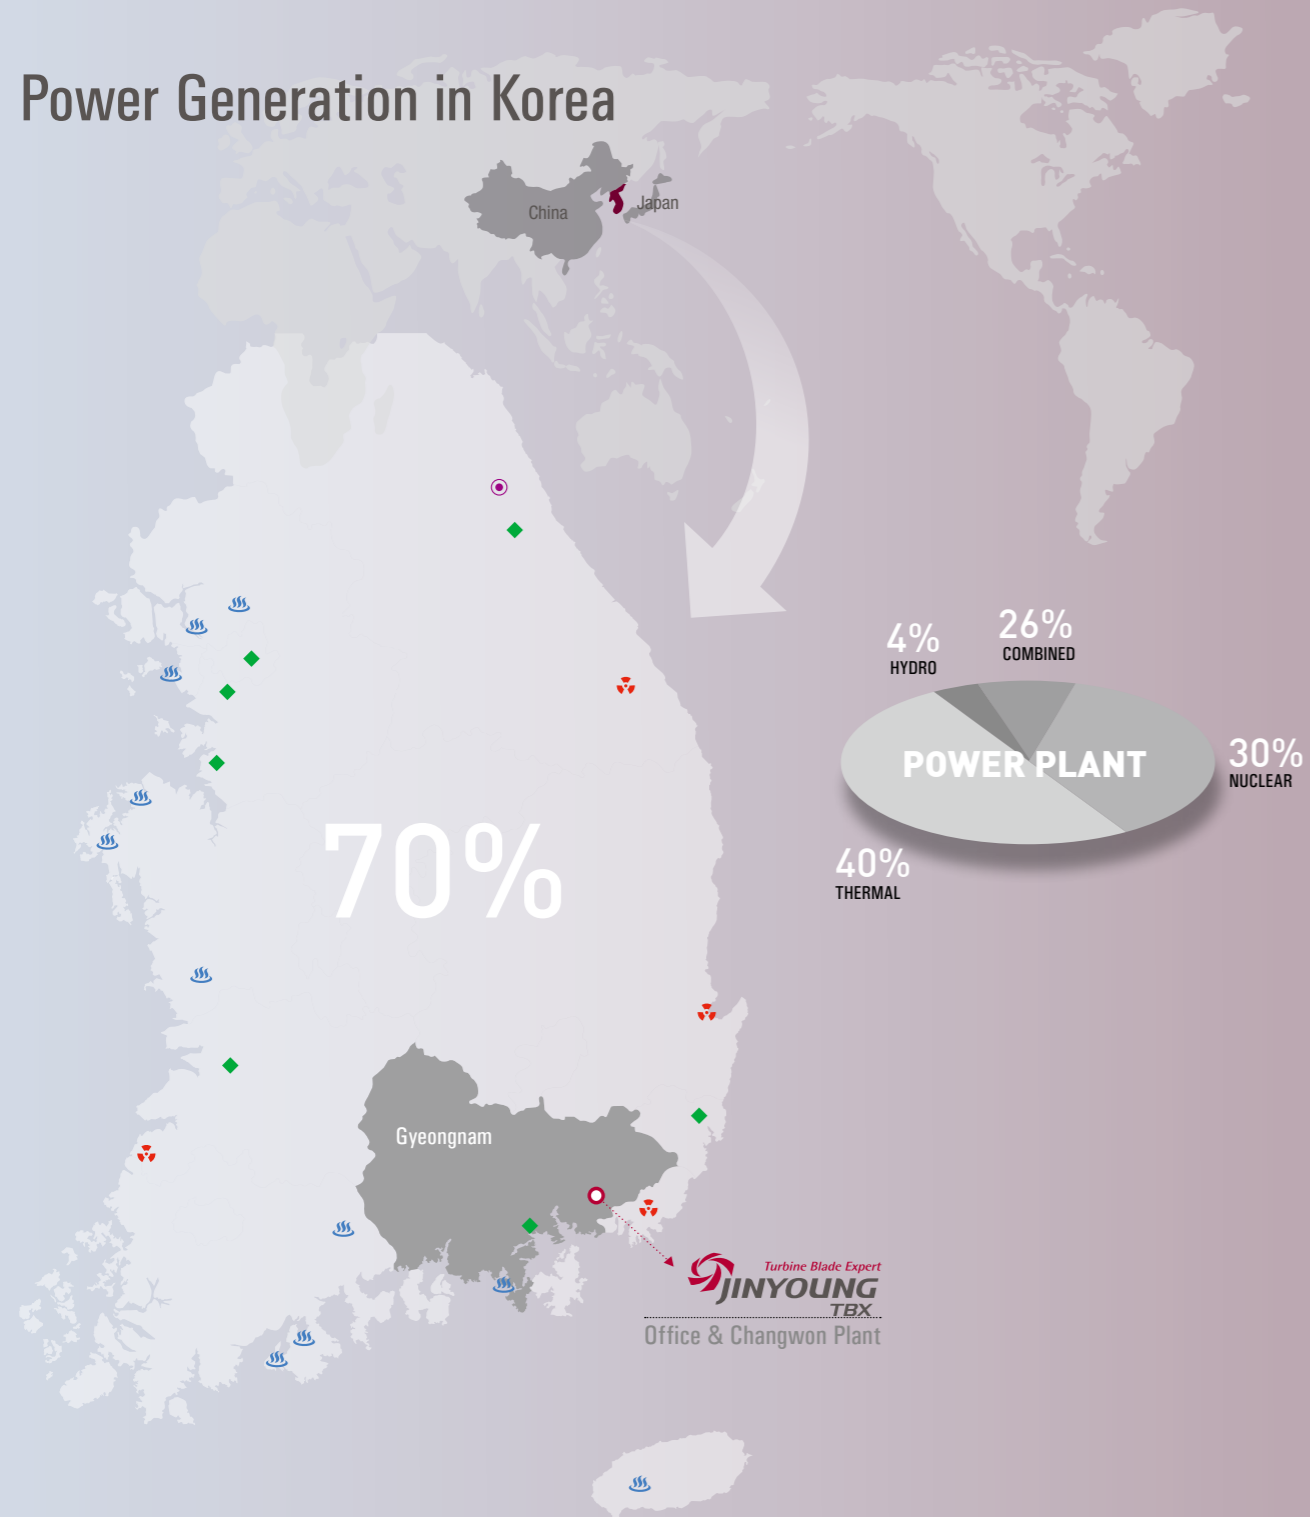 Power Generation in Korea
China
Japan
4%
HYDRO
26%
COMBINED
POWER PLANT
30%
NUCLEAR
40%
THERMAL
70%
Gyeongnam
Turbine Blade Expert
JINYOUNG
TBX
Office & Changwon Plant